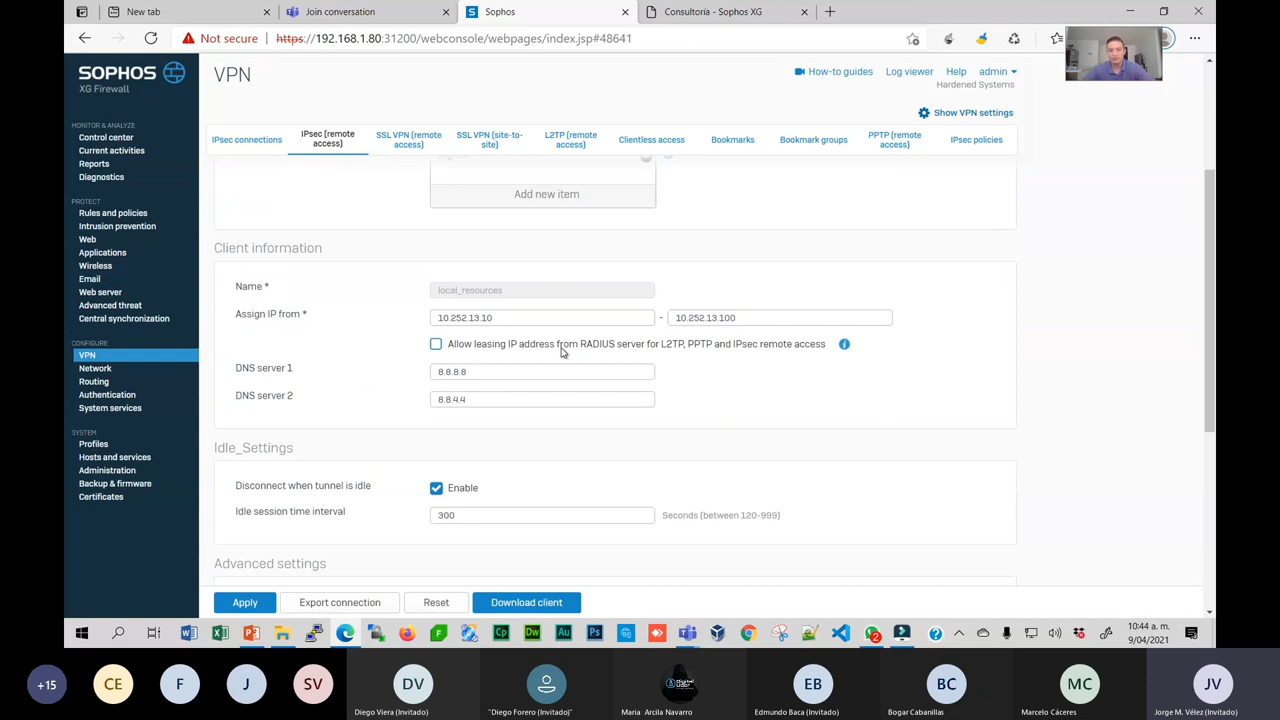 New tab
Join conversation
Sophos
Consultoría - Sophos XG
Not secure
https://192.168.1.80:31200/webconsole/webpages/index.jsp#48641
SOPHOS
XG Firewall
VPN
How-to guides
Log viewer
Help
admin
Hardened Systems
Show VPN settings
IPsec connections
IPsec (remote
access)
SSL VPN (remote
access)
SSL VPN (site-to-
site)
L2TP (remote
access)
Clientless access
Bookmarks
Bookmark groups
PPTP (remote
access)
IPsec policies
MONITOR & ANALYZE
Control center
Current activities
Reports
Diagnostics
PROTECT
Rules and policies
Intrusion prevention
Web
Applications
Wireless
Email
Web server
Advanced threat
Central synchronization
CONFIGURE
VPN
Network
Routing
Authentication
System services
SYSTEM
Profiles
Hosts and services
Administration
Backup & firmware
Certificates
Add new item
Client information
Name *
local_resources
Assign IP from *
10.252.13.10
-
10.252.13.100
Allow leasing IP address from RADIUS server for L2TP, PPTP and IPsec remote access
DNS server 1
8.8.8.8
DNS server 2
8.8.4.4
Idle_Settings
Disconnect when tunnel is idle
Enable
Idle session time interval
300
Seconds (between 120-999)
Advanced settings
Apply
Export connection
Reset
Download client
10:44 a. m.
9/04/2021
+15
CE
F
J
SV
DV
EB
BC
MC
JV
Diego Viera (Invitado)
"Diego Forero (Invitado)"
Maria Arcila Navarro
Edmundo Baca (Invitado)
Bogar Cabanillas
Marcelo Cáceres
Jorge M. Vélez (Invitado)